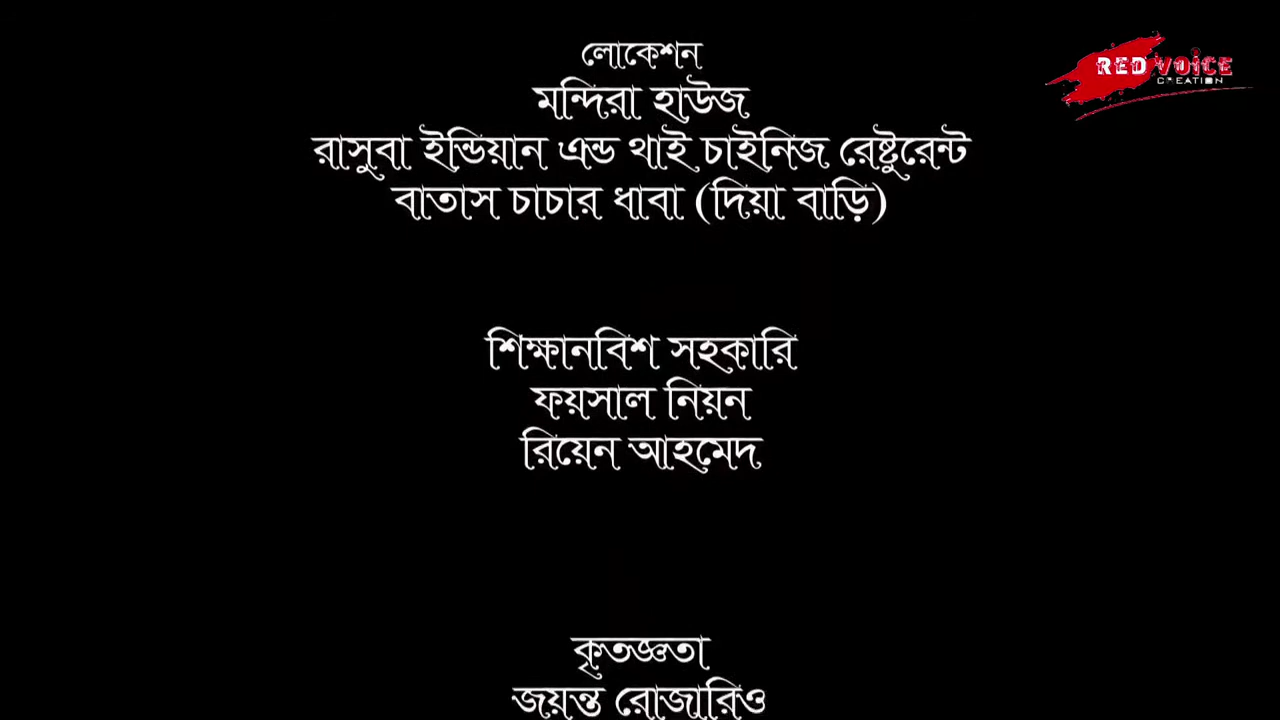 লোকেশন
RED VOICE
CREATION
মন্দিরা হাউজ
রাসুবা ইন্ডিয়ান এন্ড থাই চাইনিজ রেষ্টুরেন্ট
বাতাস চাচার ধাবা (দিয়া বাড়ি)
শিক্ষানবিশ সহকারি
ফয়সাল নিয়ন
রিয়েন আহমেদ
কৃতজ্ঞতা
জয়ন্ত রোজারিও